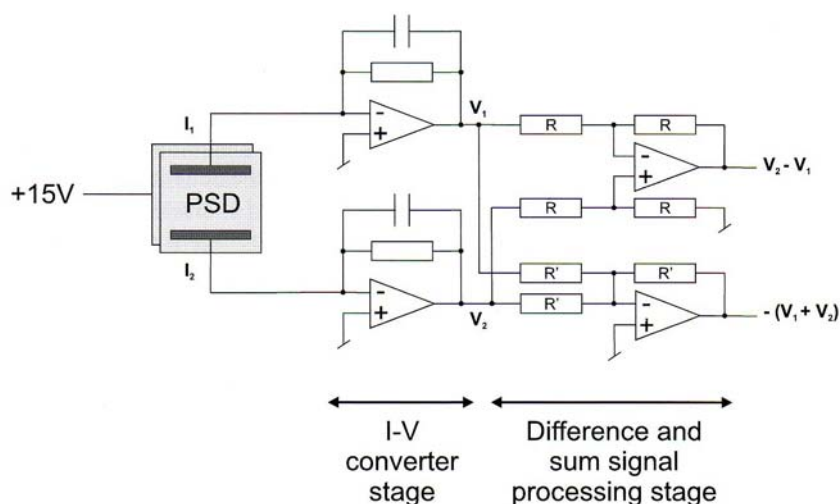 I₁
+15V
PSD
I₂
-
+
V₁
-
+
V₂
R
R
-
+
V₂ - V₁
R
R
R'
R'
R'
-
+
- (V₁ + V₂)
I-V
converter
stage
Difference and
sum signal
processing stage